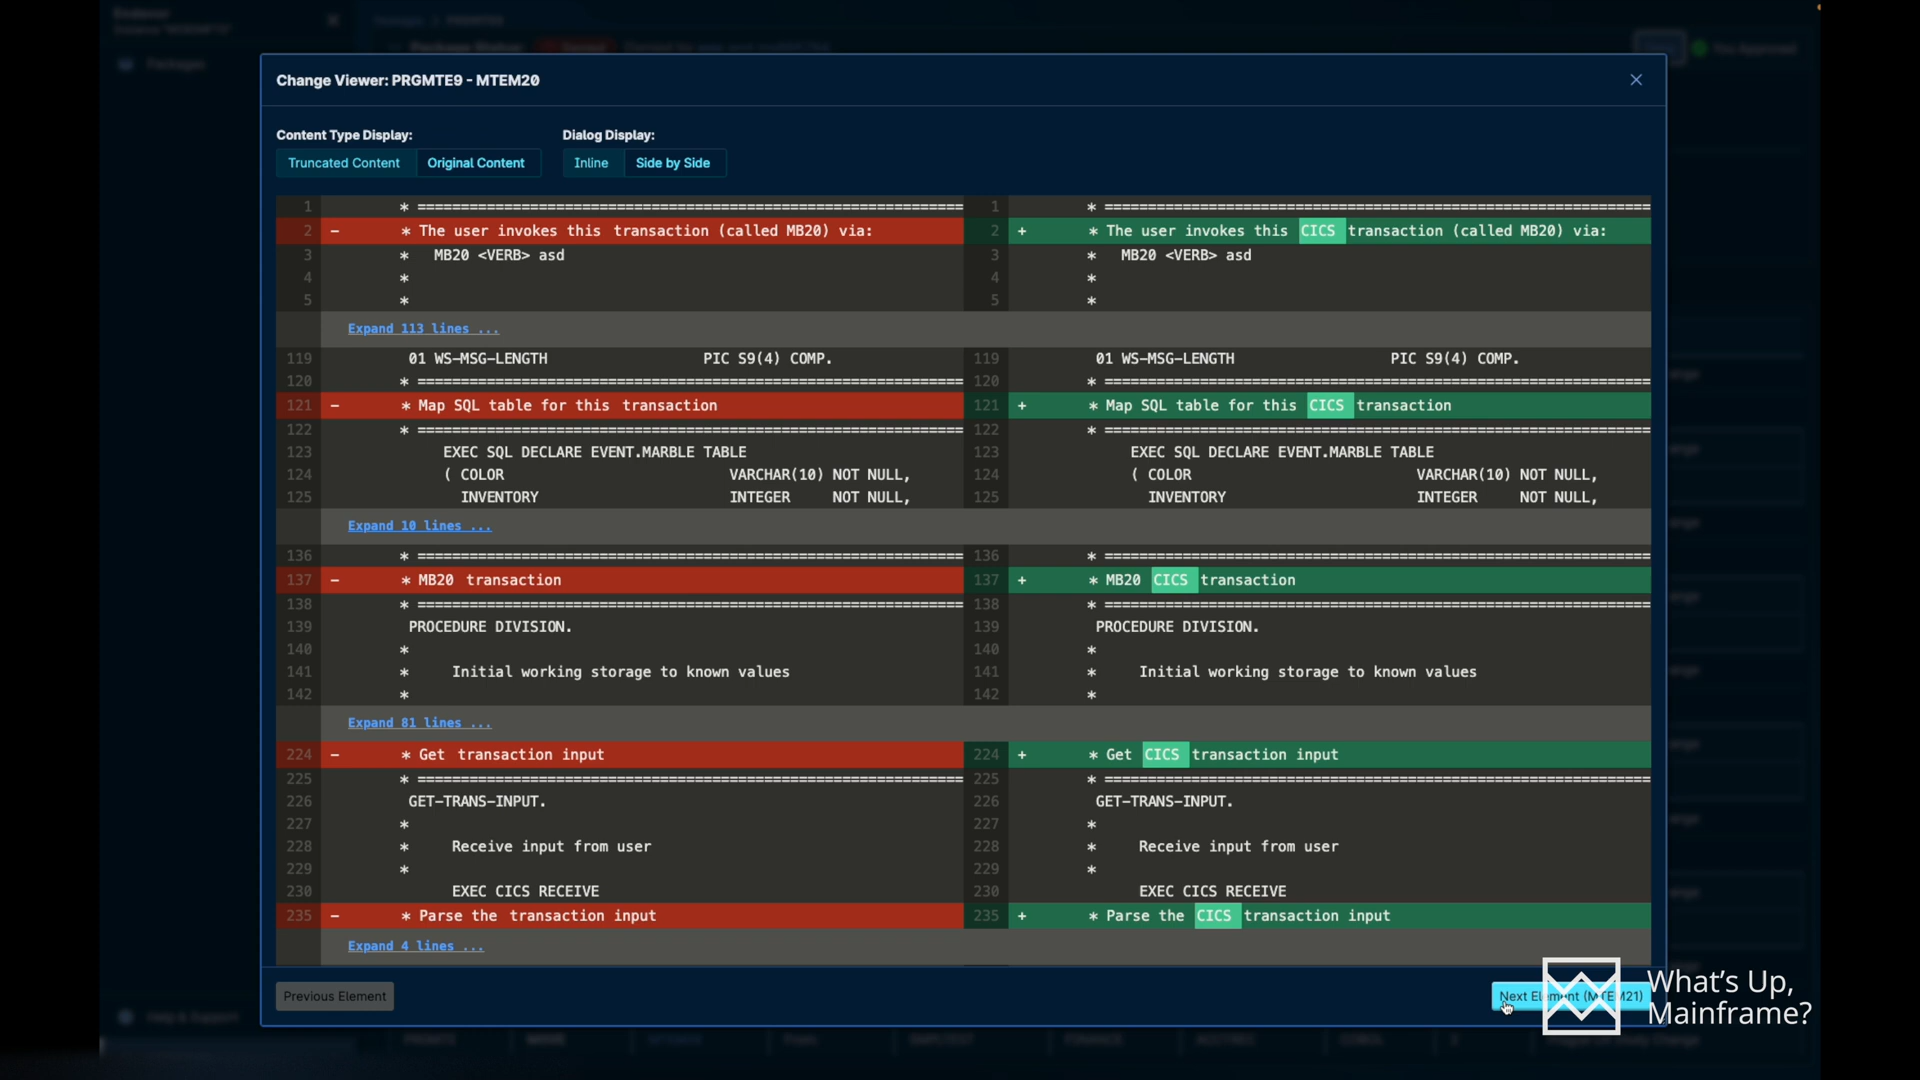 Endevor
Packages
Package Status:
You Approved
Change Viewer: PRGMTE9 - MTEM20
Content Type Display:
Dialog Display:
Truncated Content
Original Content
Inline
Side by Side
1 * ================================================================ 1 * ================================================================
2 − * The user invokes this transaction (called MB20) via: 2 + * The user invokes this CICS transaction (called MB20) via:
3 * MB20 <VERB> asd 3 * MB20 <VERB> asd
4 * 4 *
5 * 5 *
Expand 113 lines ...
119 01 WS-MSG-LENGTH PIC S9(4) COMP. 119 01 WS-MSG-LENGTH PIC S9(4) COMP.
120 * ================================================================ 120 * ================================================================
121 − * Map SQL table for this transaction 121 + * Map SQL table for this CICS transaction
122 * ================================================================ 122 * ================================================================
123 EXEC SQL DECLARE EVENT.MARBLE TABLE 123 EXEC SQL DECLARE EVENT.MARBLE TABLE
124 ( COLOR VARCHAR(10) NOT NULL, 124 ( COLOR VARCHAR(10) NOT NULL,
125 INVENTORY INTEGER NOT NULL, 125 INVENTORY INTEGER NOT NULL,
Expand 10 lines ...
136 * ================================================================ 136 * ================================================================
137 − * MB20 transaction 137 + * MB20 CICS transaction
138 * ================================================================ 138 * ================================================================
139 PROCEDURE DIVISION. 139 PROCEDURE DIVISION.
140 * 140 *
141 * Initial working storage to known values 141 * Initial working storage to known values
142 * 142 *
Expand 81 lines ...
224 − * Get transaction input 224 + * Get CICS transaction input
225 * ================================================================ 225 * ================================================================
226 GET-TRANS-INPUT. 226 GET-TRANS-INPUT.
227 * 227 *
228 * Receive input from user 228 * Receive input from user
229 * 229 *
230 EXEC CICS RECEIVE 230 EXEC CICS RECEIVE
235 − * Parse the transaction input 235 + * Parse the CICS transaction input
Expand 4 lines ...
Previous Element
Next Element (MTEM21)
What's Up,
Mainframe?
Help & Support